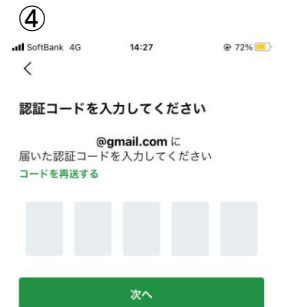 ④
SoftBank 4G 14:27 72%
認証コードを入力してください
@gmail.com に
届いた認証コードを入力してください
コードを再送する
次へ